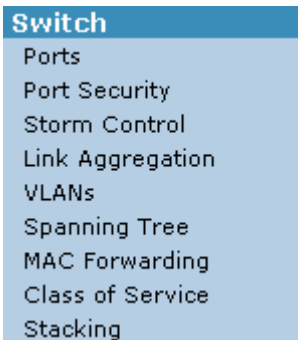 Switch
Ports
Port Security
Storm Control
Link Aggregation
VLANs
Spanning Tree
MAC Forwarding
Class of Service
Stacking